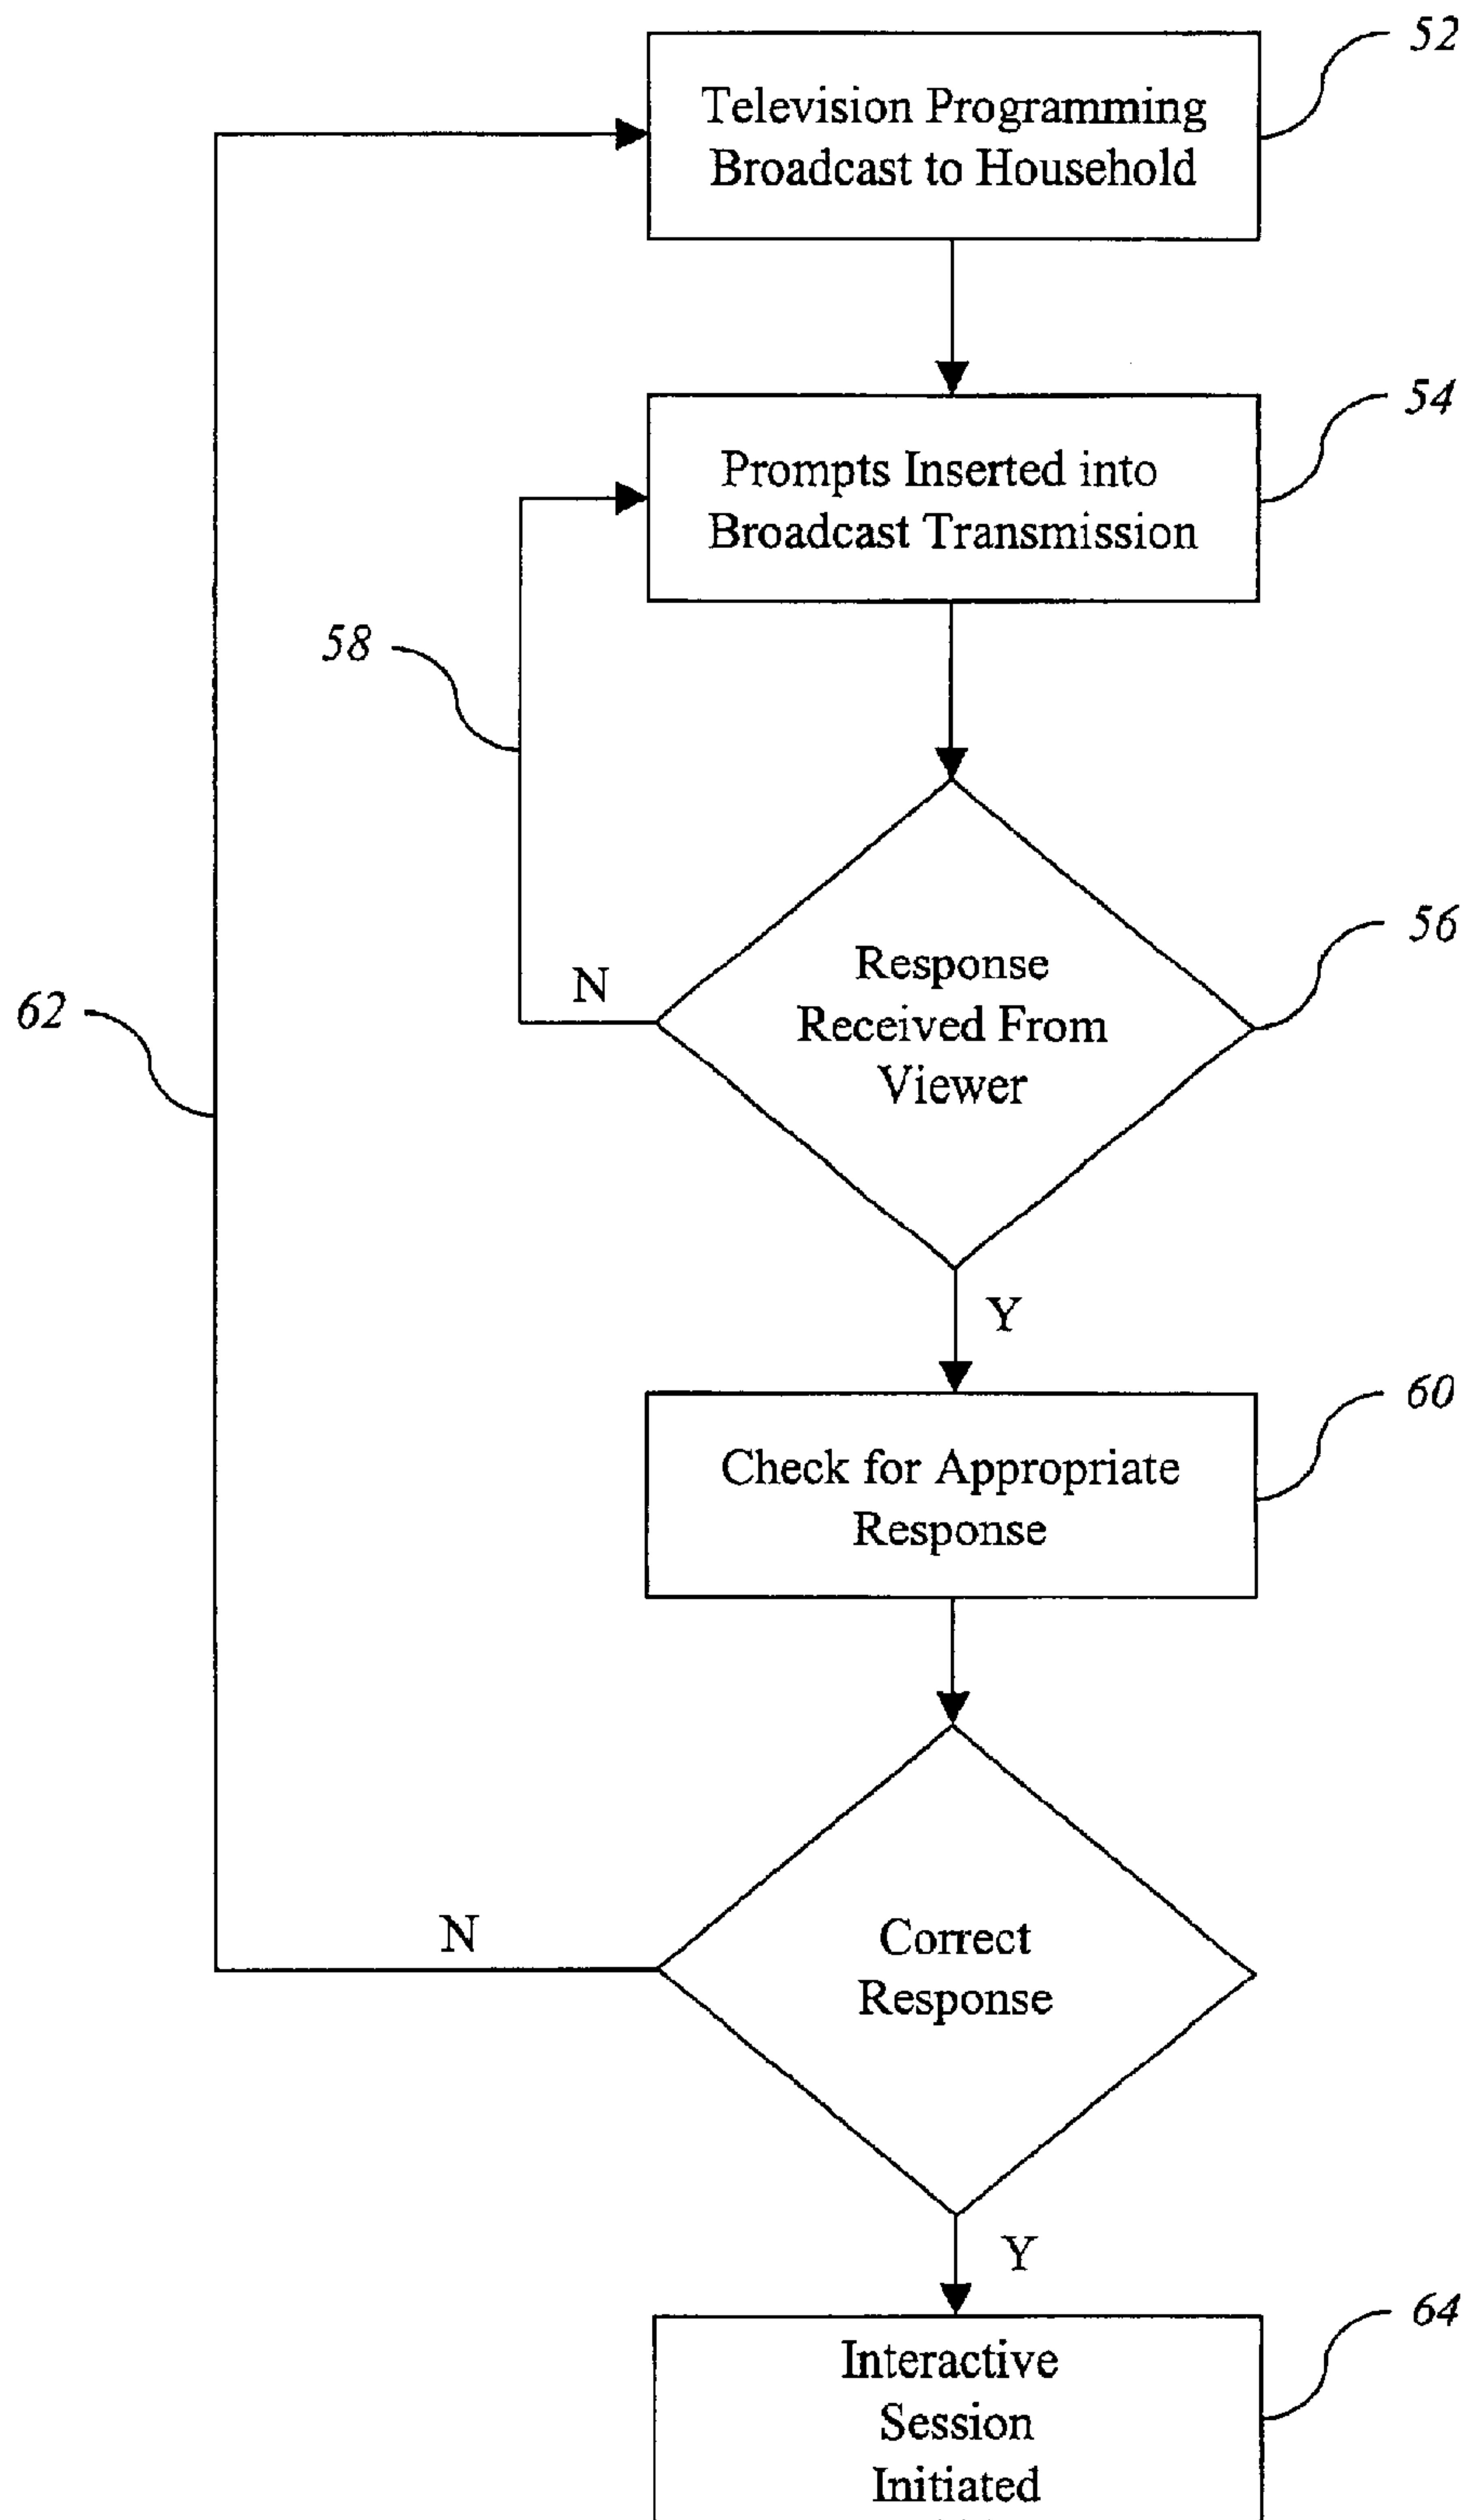 52
Television Programming
Broadcast to Household
54
Prompts Inserted into
Broadcast Transmission
58
56
Response
Received From
Viewer
N
62
Y
60
Check for Appropriate
Response
N
Correct
Response
Y
64
Interactive
Session
Initiated